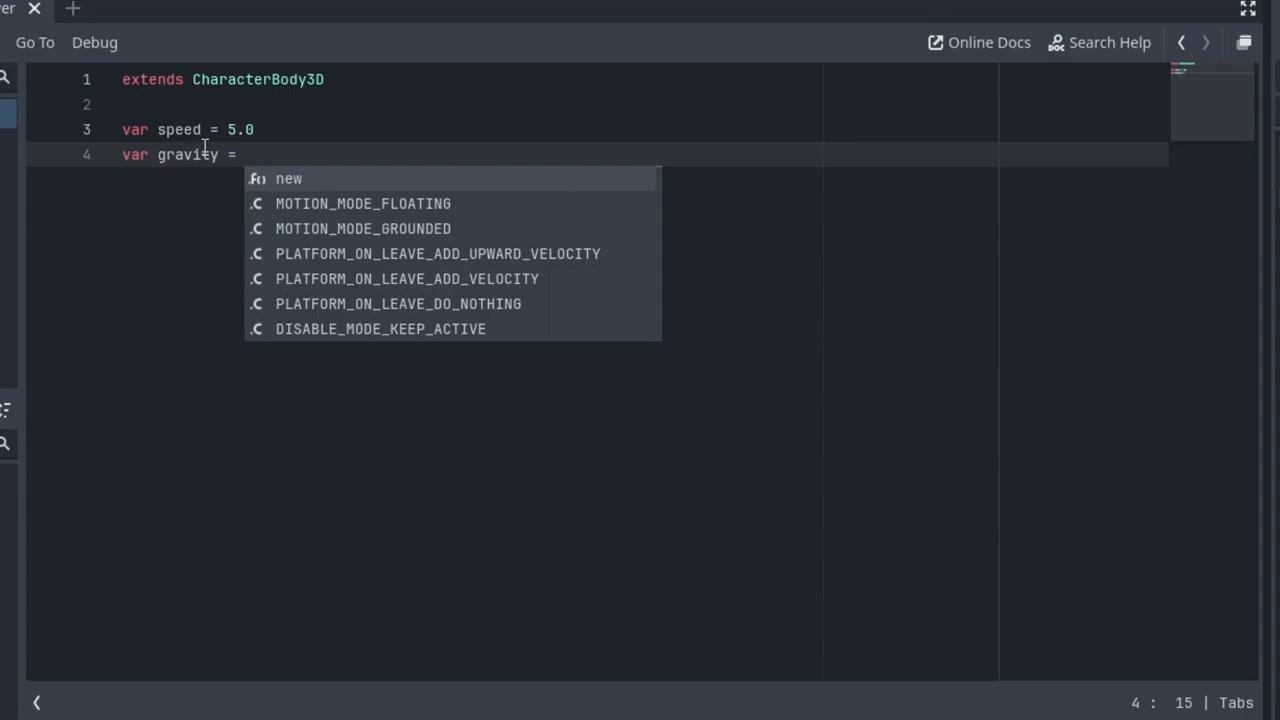 er
Go To Debug Online Docs Search Help
1 extends CharacterBody3D
2
3 var speed = 5.0
4 var gravity =
new
MOTION_MODE_FLOATING
MOTION_MODE_GROUNDED
PLATFORM_ON_LEAVE_ADD_UPWARD_VELOCITY
PLATFORM_ON_LEAVE_ADD_VELOCITY
PLATFORM_ON_LEAVE_DO_NOTHING
DISABLE_MODE_KEEP_ACTIVE
4 : 15 | Tabs